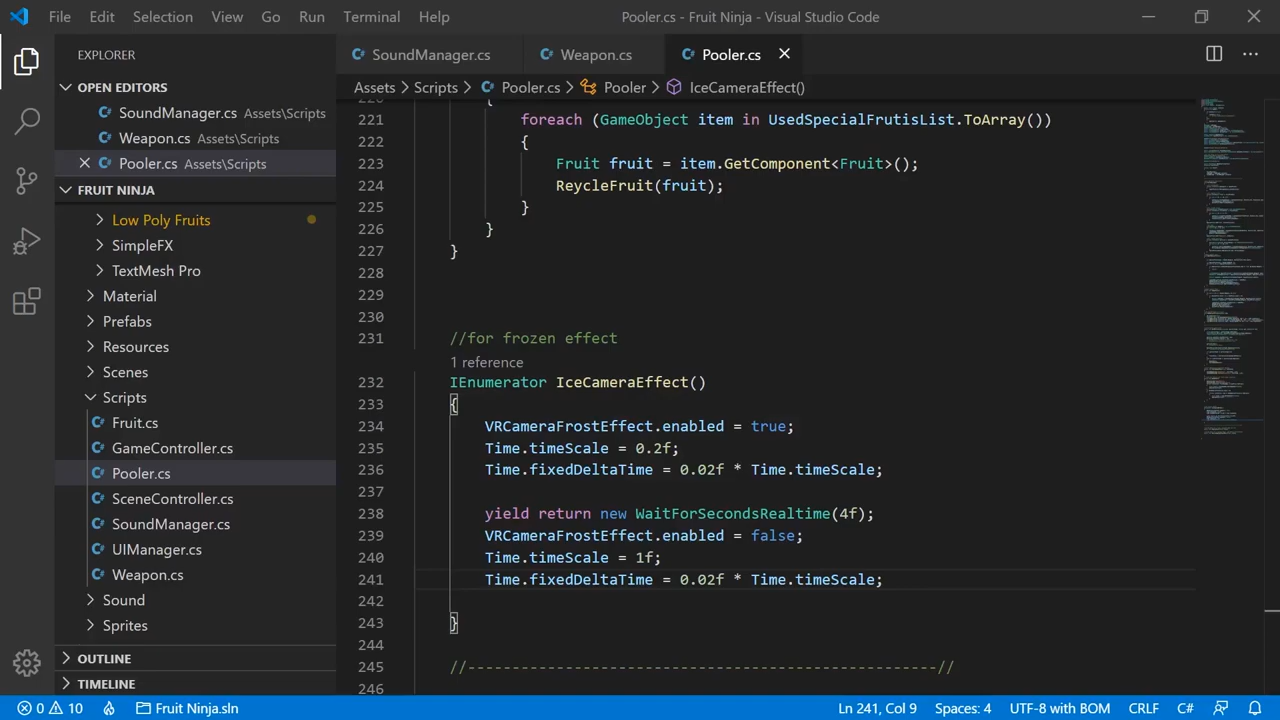 File Edit Selection View Go Run Terminal Help Pooler.cs - Fruit Ninja - Visual Studio Code
EXPLORER
OPEN EDITORS
SoundManager.cs Assets\Scripts
Weapon.cs Assets\Scripts
Pooler.cs Assets\Scripts
FRUIT NINJA
Low Poly Fruits
SimpleFX
TextMesh Pro
Material
Prefabs
Resources
Scenes
Scripts
Fruit.cs
GameController.cs
Pooler.cs
SceneController.cs
SoundManager.cs
UIManager.cs
Weapon.cs
Sound
Sprites
OUTLINE
TIMELINE
SoundManager.cs Weapon.cs Pooler.cs
Assets > Scripts > Pooler.cs > Pooler > IceCameraEffect()
220 {
221 foreach (GameObject item in UsedSpecialFrutisList.ToArray())
222 {
223 Fruit fruit = item.GetComponent<Fruit>();
224 ReycleFruit(fruit);
225 }
226 }
227 }
228
229
230
231 //for frozen effect
1 reference
232 IEnumerator IceCameraEffect()
233 {
234 VRCameraFrostEffect.enabled = true;
235 Time.timeScale = 0.2f;
236 Time.fixedDeltaTime = 0.02f * Time.timeScale;
237
238 yield return new WaitForSecondsRealtime(4f);
239 VRCameraFrostEffect.enabled = false;
240 Time.timeScale = 1f;
241 Time.fixedDeltaTime = 0.02f * Time.timeScale;
242
243 }
244
245 //-----------------------------------------------------//
246
0 10 Fruit Ninja.sln Ln 241, Col 9 Spaces: 4 UTF-8 with BOM CRLF C#